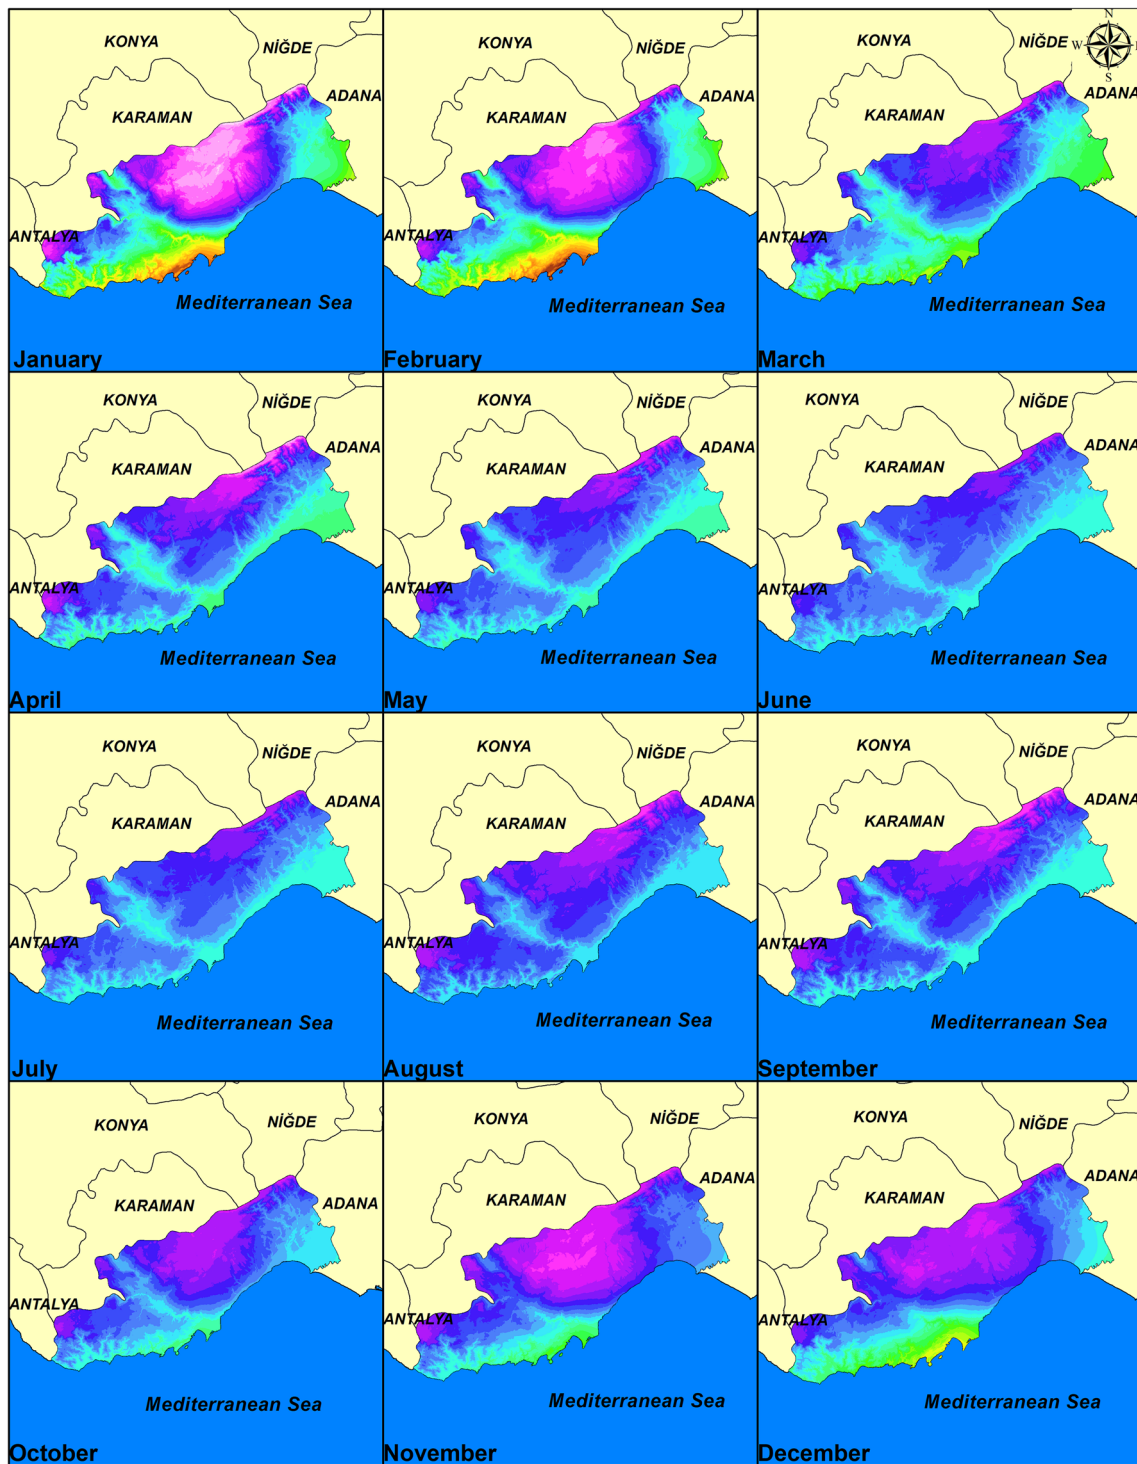 KONYA
NİĞDE
KARAMAN
ADANA
ANTALYA
Mediterranean Sea
January
KONYA
NİĞDE
KARAMAN
ADANA
ANTALYA
Mediterranean Sea
February
N
W
S
KONYA
NİĞDE
KARAMAN
ADANA
ANTALYA
Mediterranean Sea
March
KONYA
NİĞDE
KARAMAN
ADANA
ANTALYA
Mediterranean Sea
April
KONYA
NİĞDE
KARAMAN
ADANA
ANTALYA
Mediterranean Sea
May
KONYA
NİĞDE
KARAMAN
ADANA
ANTALYA
Mediterranean Sea
June
KONYA
NİĞDE
KARAMAN
ADANA
ANTALYA
Mediterranean Sea
July
KONYA
NİĞDE
KARAMAN
ADANA
ANTALYA
Mediterranean Sea
August
KONYA
NİĞDE
KARAMAN
ADANA
ANTALYA
Mediterranean Sea
September
KONYA
NİĞDE
KARAMAN
ADANA
ANTALYA
Mediterranean Sea
October
KONYA
NİĞDE
KARAMAN
ADANA
ANTALYA
Mediterranean Sea
November
KONYA
NİĞDE
KARAMAN
ADANA
ANTALYA
Mediterranean Sea
December